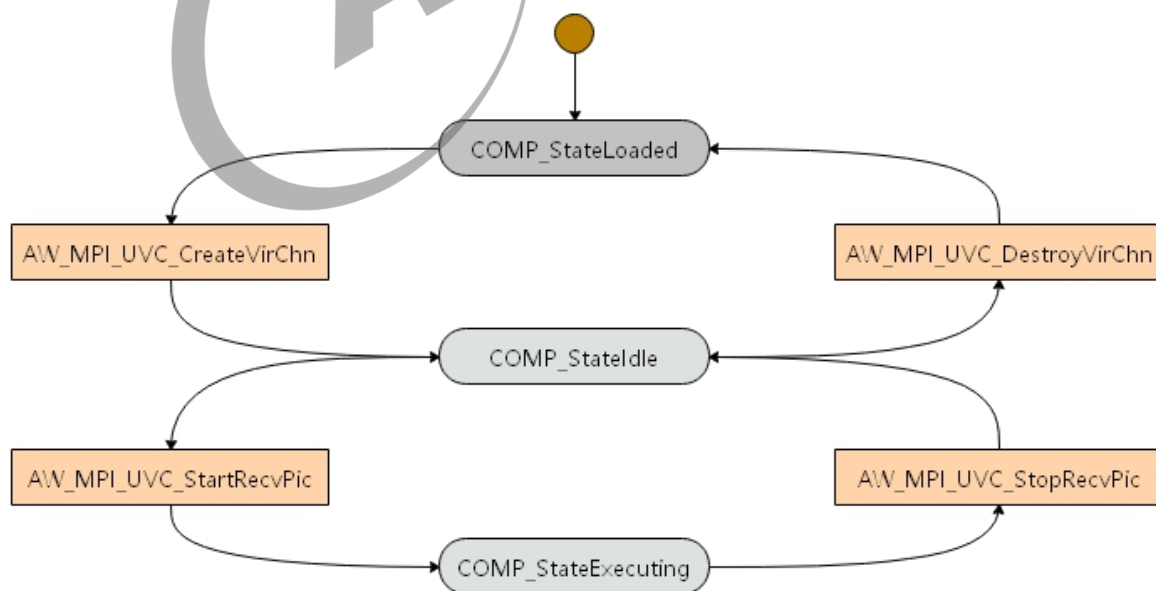 COMP_StateLoaded
AW_MPI_UVC_CreateVirChn
AW_MPI_UVC_DestroyVirChn
COMP_StateIdle
AW_MPI_UVC_StartRecvPic
AW_MPI_UVC_StopRecvPic
COMP_StateExecuting